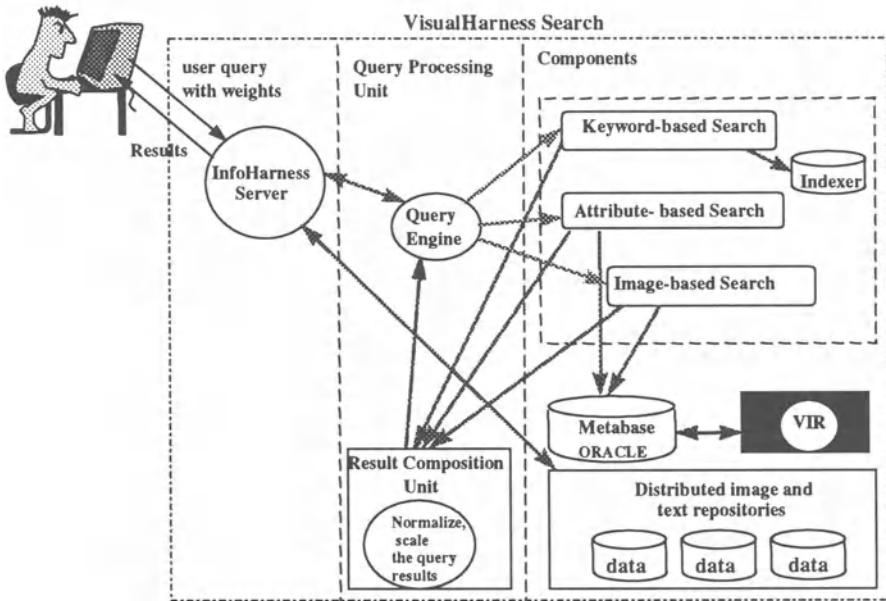 VisualHarness Search
user query
with weights
Query Processing
Unit
Components
Keyword-based Search
Indexer
Results
InfoHarness
Server
Attribute- based Search
Query
Engine
Image-based Search
Metabase
ORACLE
VIR
Result Composition
Unit
Normalize,
scale
the query
results
Distributed image and
text repositories
data
data
data